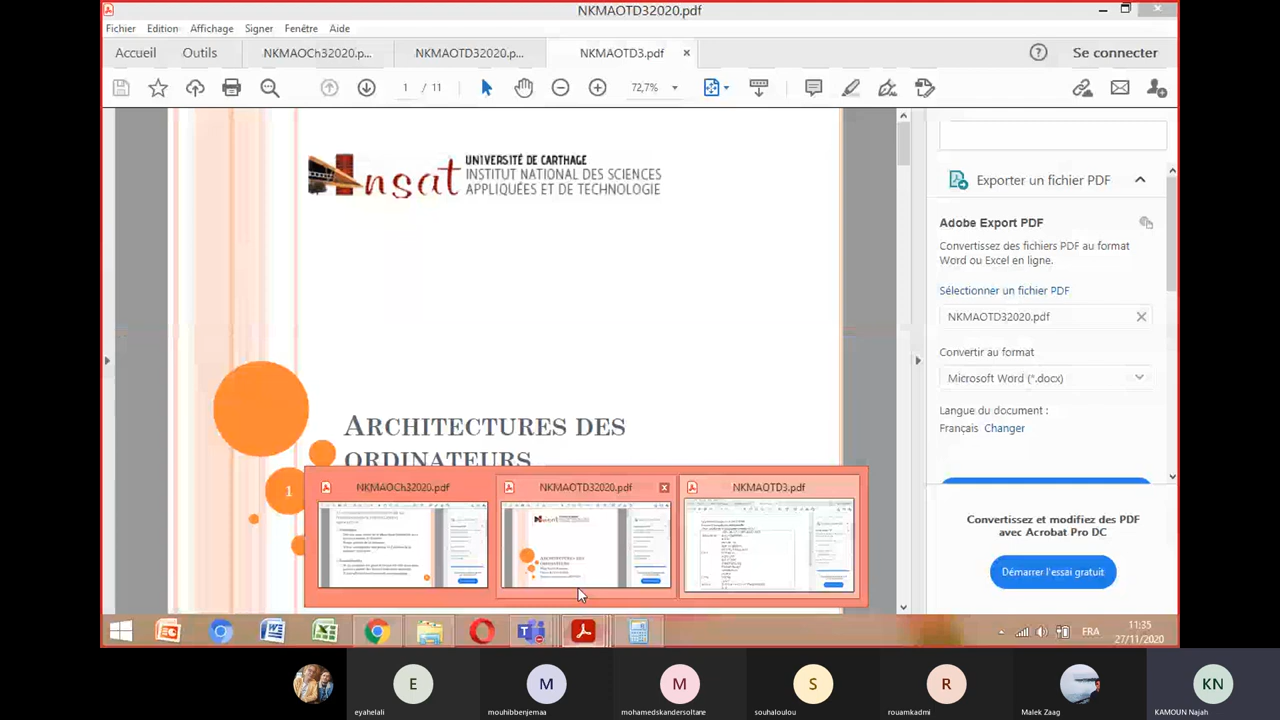 NKMAOTD32020.pdf
Fichier Edition Affichage Signer Fenêtre Aide
Accueil Outils NKMAOCh32020.p... NKMAOTD32020.p... NKMAOTD3.pdf × Se connecter
1 / 11 72,7%
UNIVERSITÉ DE CARTHAGE
INSTITUT NATIONAL DES SCIENCES
APPLIQUÉES ET DE TECHNOLOGIE
Insat
ARCHITECTURES DES
ORDINATEURS
1
Exporter un fichier PDF
Adobe Export PDF
Convertissez des fichiers PDF au format
Word ou Excel en ligne.
Sélectionner un fichier PDF
NKMAOTD32020.pdf
Convertir au format
Microsoft Word (*.docx)
Langue du document :
Français Changer
Convertissez et modifiez des PDF
avec Acrobat Pro DC
Démarrer l'essai gratuit
NKMAOCh32020.pdf NKMAOTD32020.pdf NKMAOTD3.pdf
FRA
11:35
27/11/2020
E M M S R KN
eyahelali mouhibbenjemaa mohamedskandersoltane souhaloulou rouamkadmi Malek Zaag KAMOUN Najah